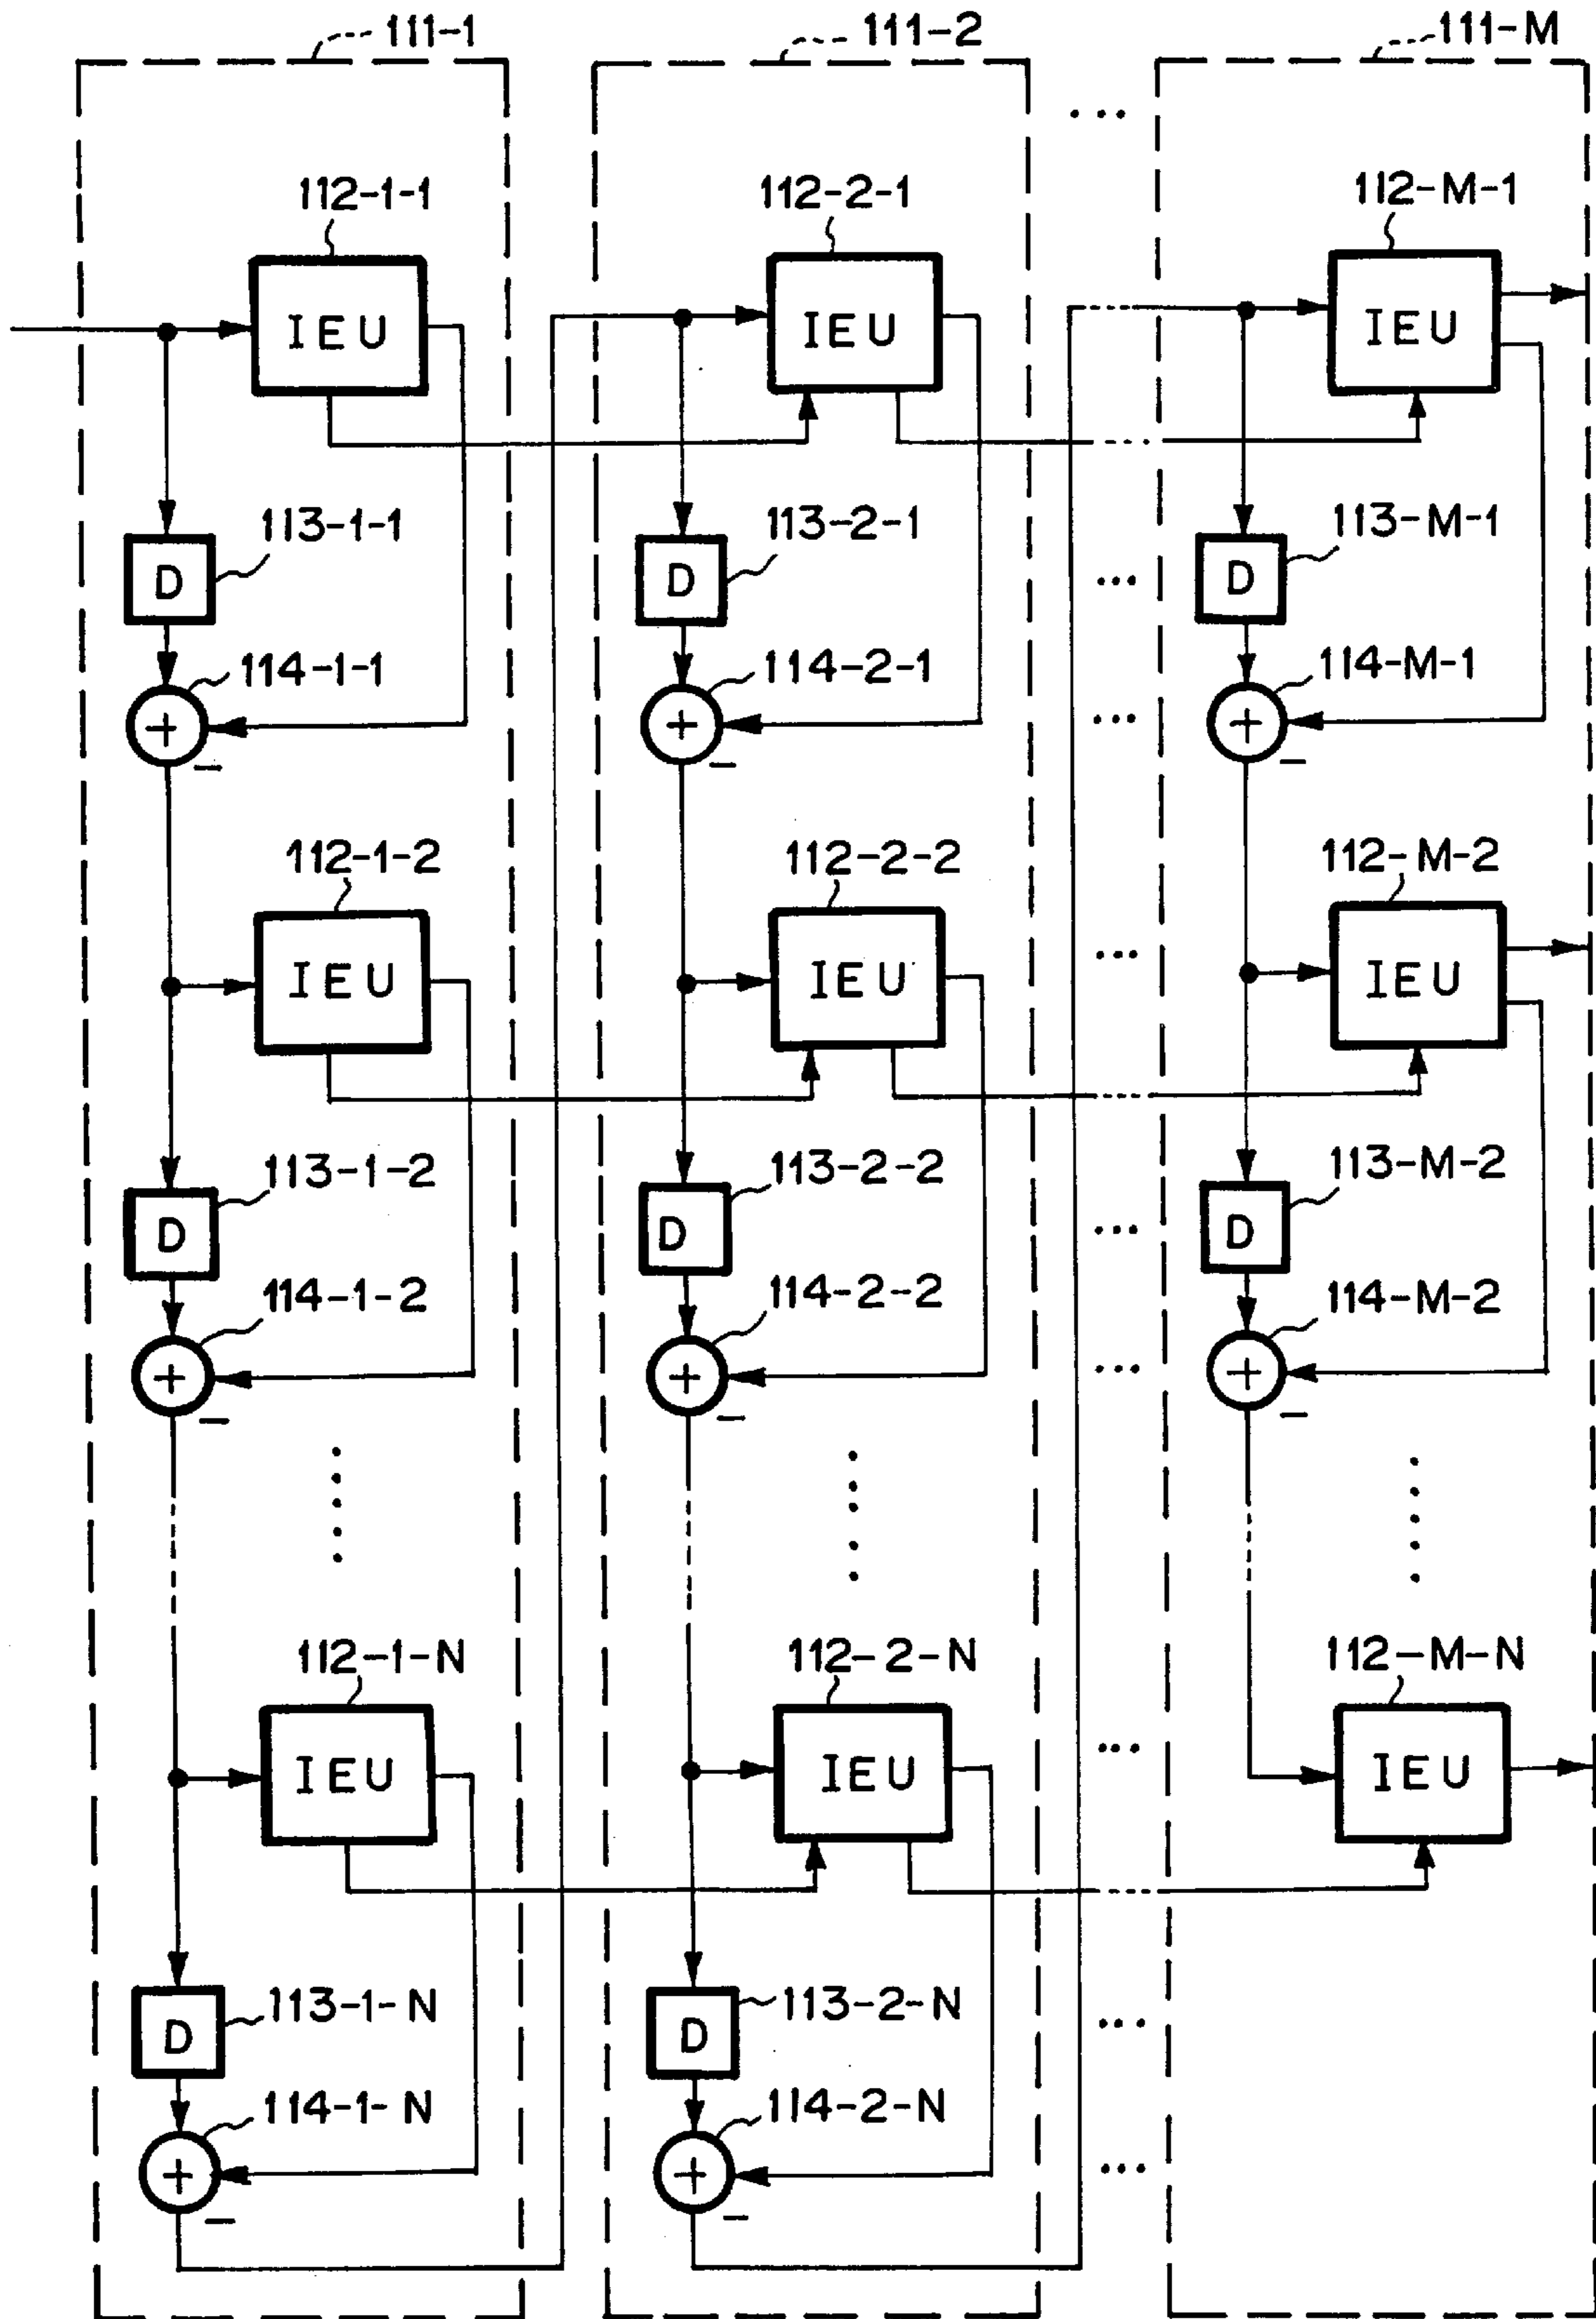 111-1
111-2
111-M
...
112-1-1
112-2-1
112-M-1
IEU
IEU
IEU
...
113-1-1
113-2-1
113-M-1
D
D
...
D
114-1-1
114-2-1
114-M-1
+
+
...
+
−
−
−
112-1-2
112-2-2
112-M-2
IEU
IEU
...
IEU
...
113-1-2
113-2-2
113-M-2
D
D
...
D
114-1-2
114-2-2
114-M-2
+
+
...
+
−
−
−
112-1-N
112-2-N
112-M-N
IEU
IEU
...
IEU
...
113-1-N
113-2-N
D
D
...
114-1-N
114-2-N
+
+
...
−
−